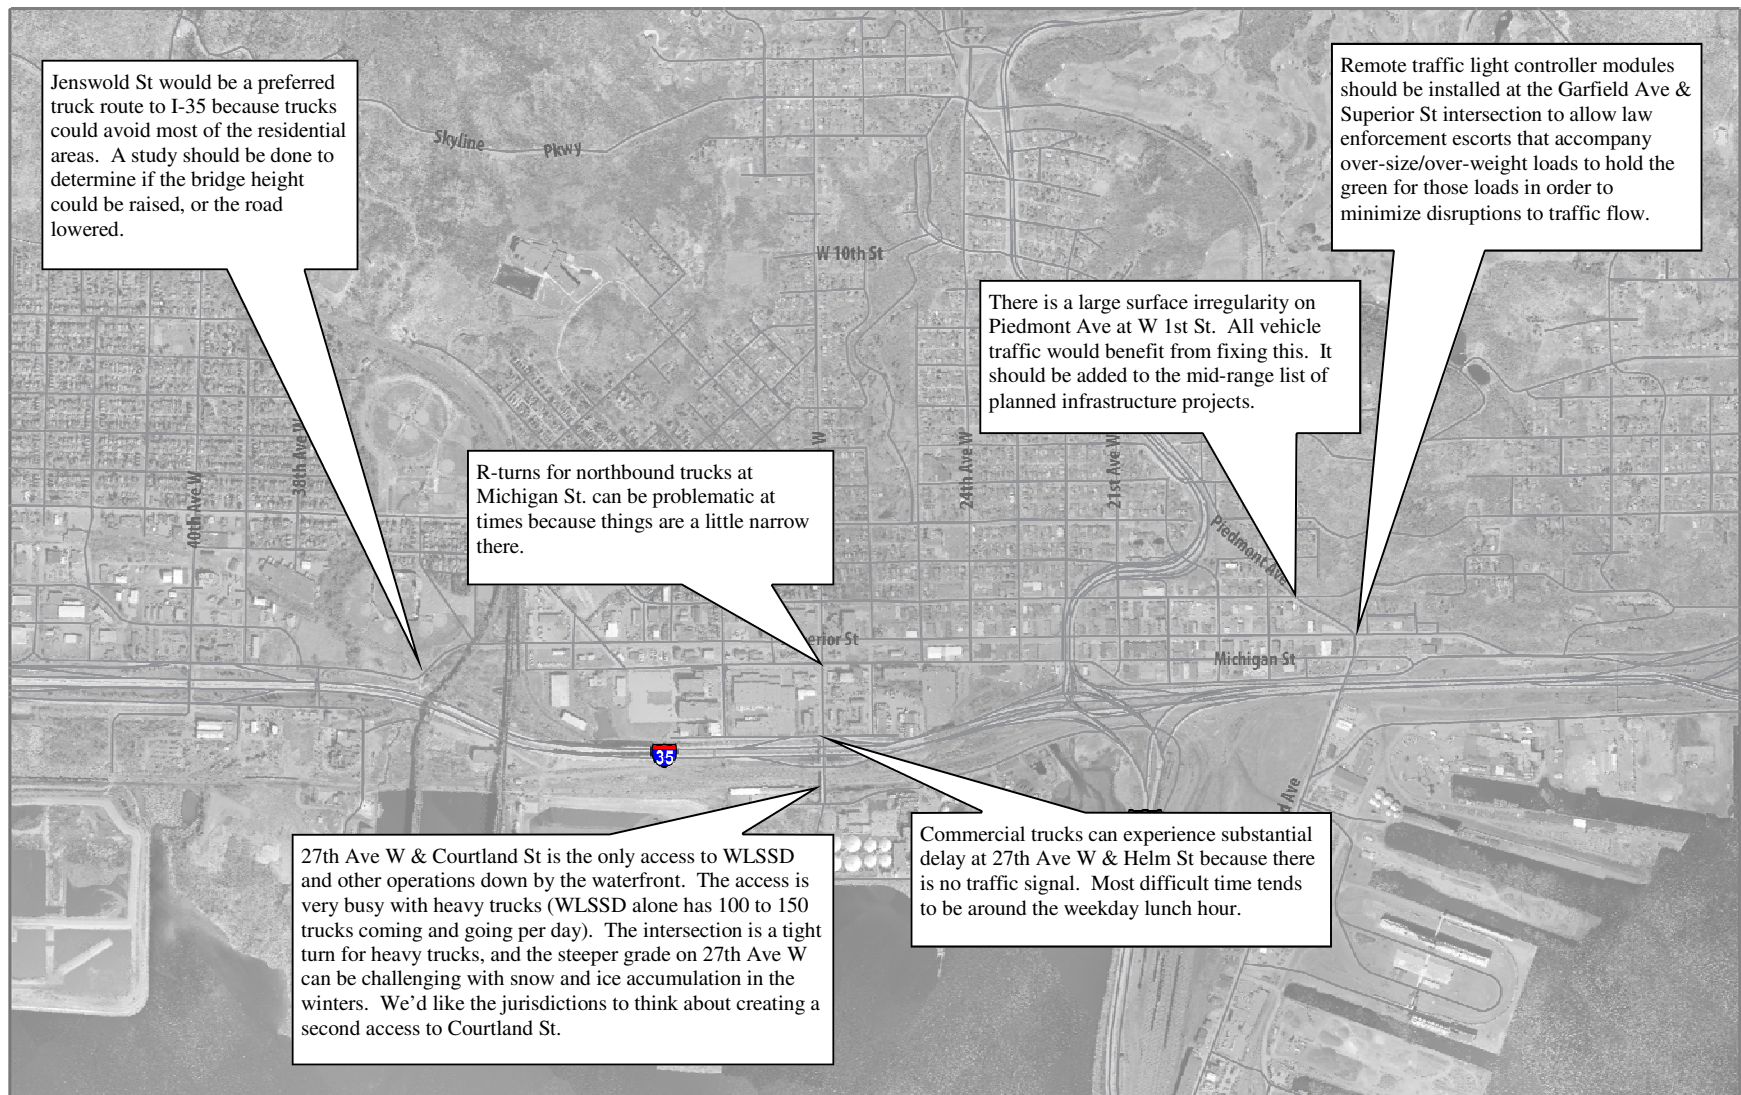 Jenswold St would be a preferred
truck route to I-35 because trucks
could avoid most of the residential
areas.  A study should be done to
determine if the bridge height
could be raised, or the road
lowered.
Remote traffic light controller modules
should be installed at the Garfield Ave &
Superior St intersection to allow law
enforcement escorts that accompany
over-size/over-weight loads to hold the
green for those loads in order to
minimize disruptions to traffic flow.
Skyline
Pkwy
W 10th St
There is a large surface irregularity on
Piedmont Ave at W 1st St.  All vehicle
traffic would benefit from fixing this.  It
should be added to the mid-range list of
planned infrastructure projects.
40th Ave W
38th Ave W
W
24th Ave W
21st Ave W
R-turns for northbound trucks at
Michigan St. can be problematic at
times because things are a little narrow
there.
Piedmont Ave
erior St
Michigan St
35
d Ave
27th Ave W & Courtland St is the only access to WLSSD
and other operations down by the waterfront.  The access is
very busy with heavy trucks (WLSSD alone has 100 to 150
trucks coming and going per day).  The intersection is a tight
turn for heavy trucks, and the steeper grade on 27th Ave W
can be challenging with snow and ice accumulation in the
winters.  We’d like the jurisdictions to think about creating a
second access to Courtland St.
Commercial trucks can experience substantial
delay at 27th Ave W & Helm St because there
is no traffic signal.  Most difficult time tends
to be around the weekday lunch hour.